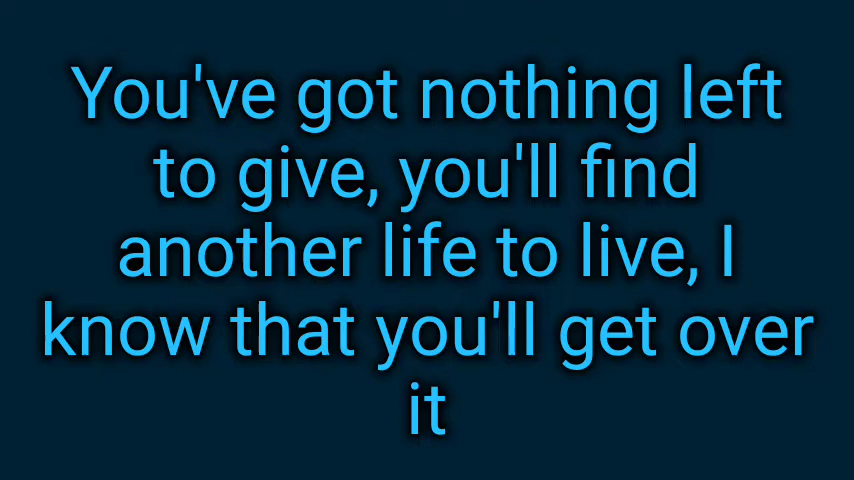 You've got nothing left
to give, you'll find
another life to live, I
know that you'll get over
it